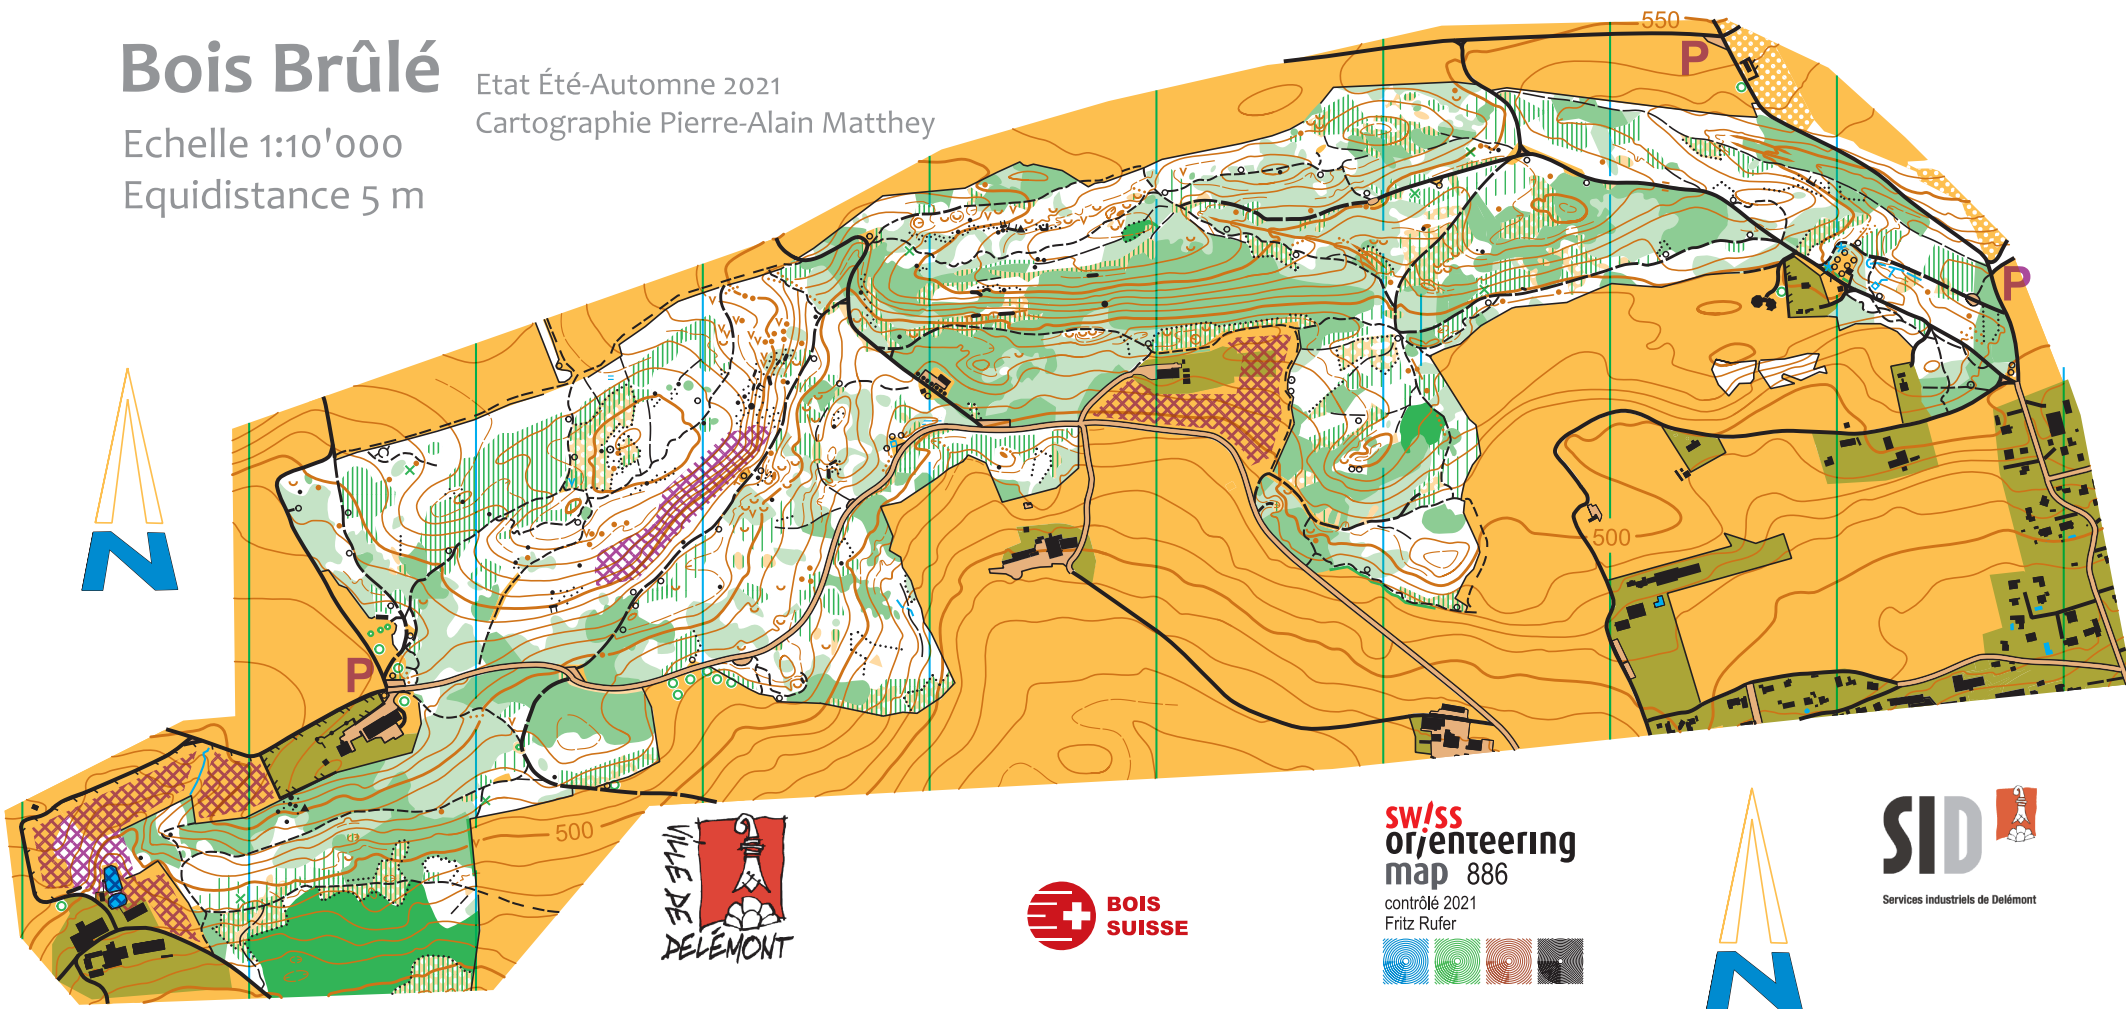 Bois Brûlé
Etat Été-Automne 2021
Cartographie Pierre-Alain Matthey
Echelle 1:10'000
Equidistance 5 m
550
P
P
500
P
500
VILLE DE
DELÉMONT
BOIS
SUISSE
swiss
orienteering
map 886
contrôlé 2021
Fritz Rufer
N
N
SID
Services industriels de Delémont